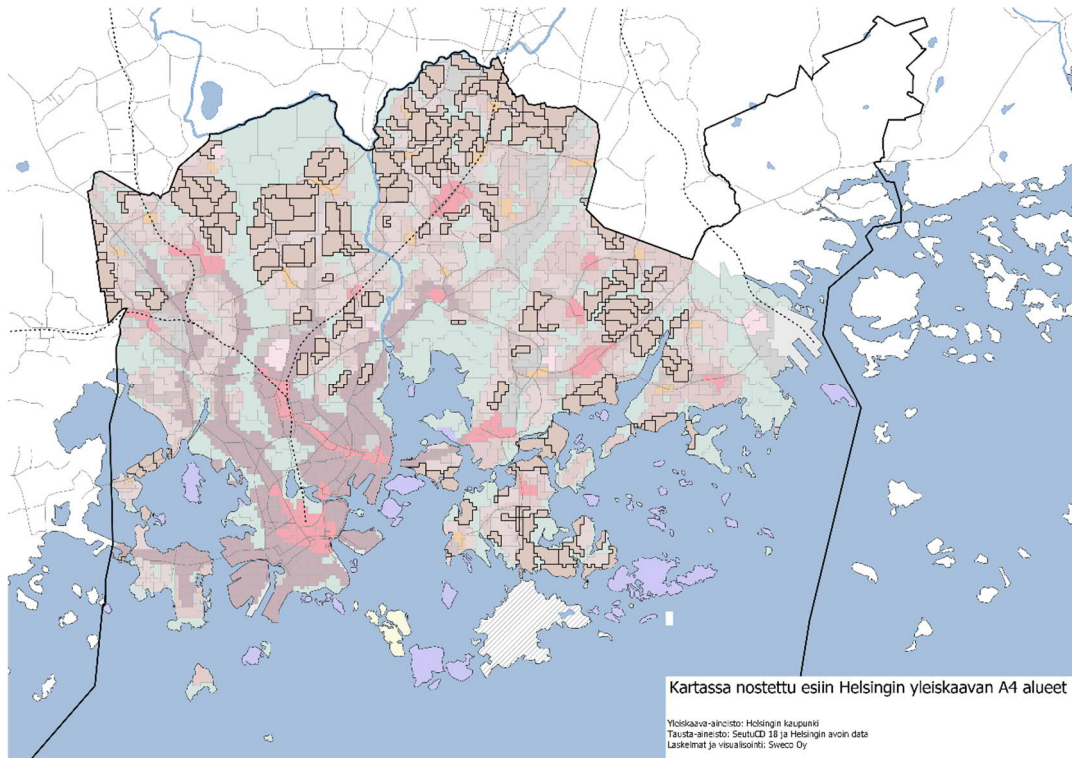 Kartassa nostettu esiin Helsingin yleiskaavan A4 alueet
Yleiskaava-aineisto: Helsingin kaupunki
Tausta-aineisto: SeutuCD 18 ja Helsingin avoin data
Laskelmat ja visualisointi: Sweco Oy